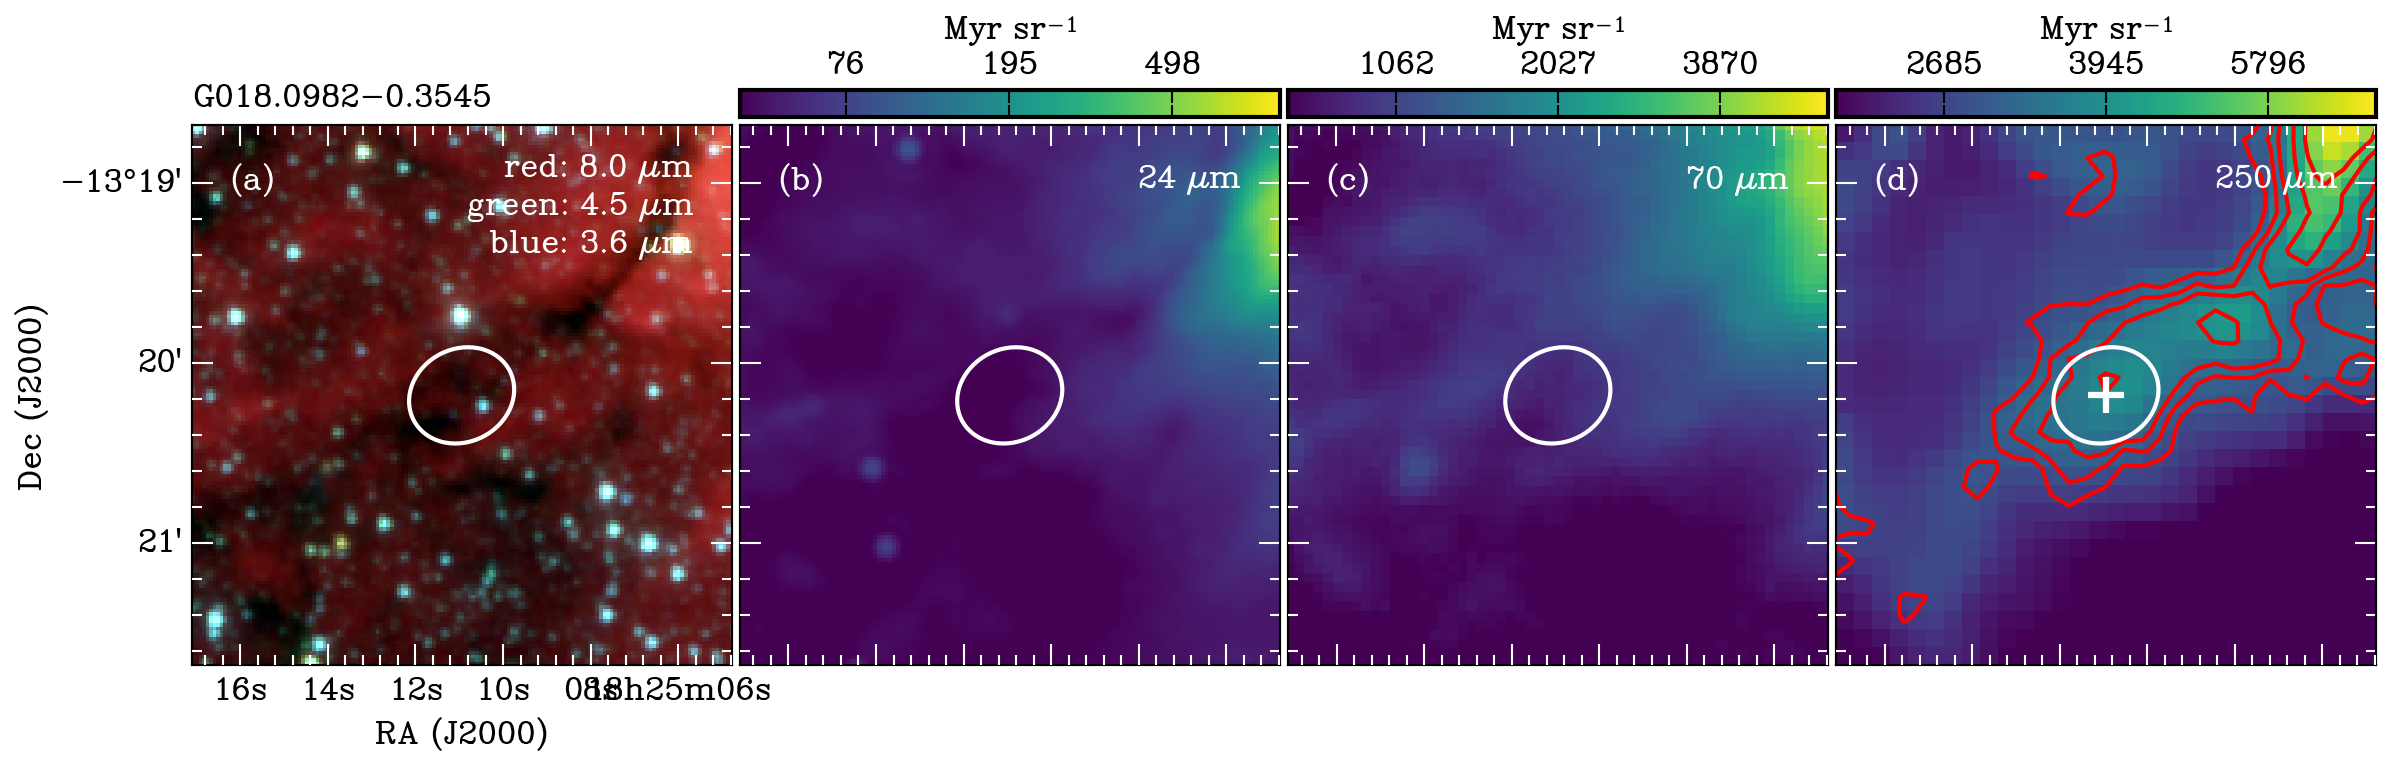 Myr sr⁻¹ Myr sr⁻¹ Myr sr⁻¹
76 195 498 1062 2027 3870 2685 3945 5796
G018.0982−0.3545
(a) red: 8.0 μm
green: 4.5 μm
blue: 3.6 μm
(b) 24 μm
(c) 70 μm
(d) 250 μm
−13°19'
20'
21'
Dec (J2000)
16s 14s 12s 10s 08s 18h25m06s
RA (J2000)